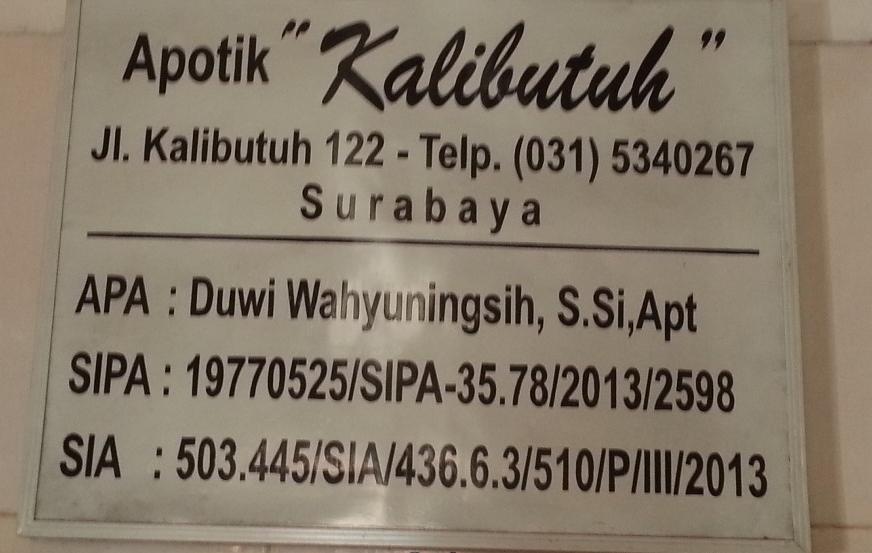 Apotik "Kalibutuh"
Jl. Kalibutuh 122 - Telp. (031) 5340267
Surabaya
APA : Duwi Wahyuningsih, S.Si,Apt
SIPA : 19770525/SIPA-35.78/2013/2598
SIA : 503.445/SIA/436.6.3/510/P/III/2013